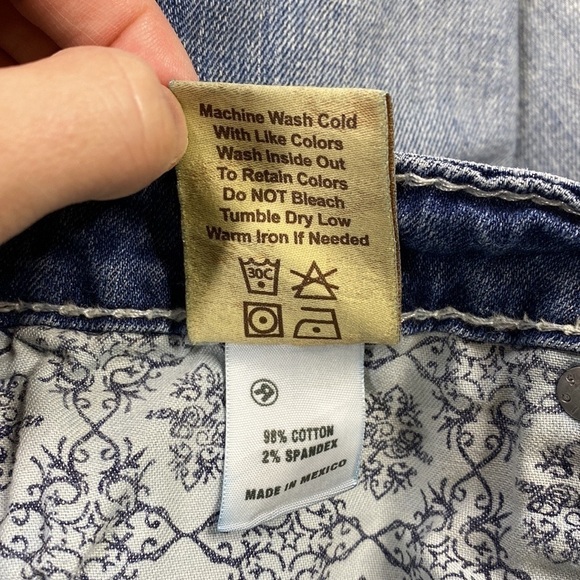 Machine Wash Cold
With Like Colors
Wash Inside Out
To Retain Colors
Do NOT Bleach
Tumble Dry Low
Warm Iron If Needed
30C
98% COTTON
2% SPANDEX
MADE IN MEXICO